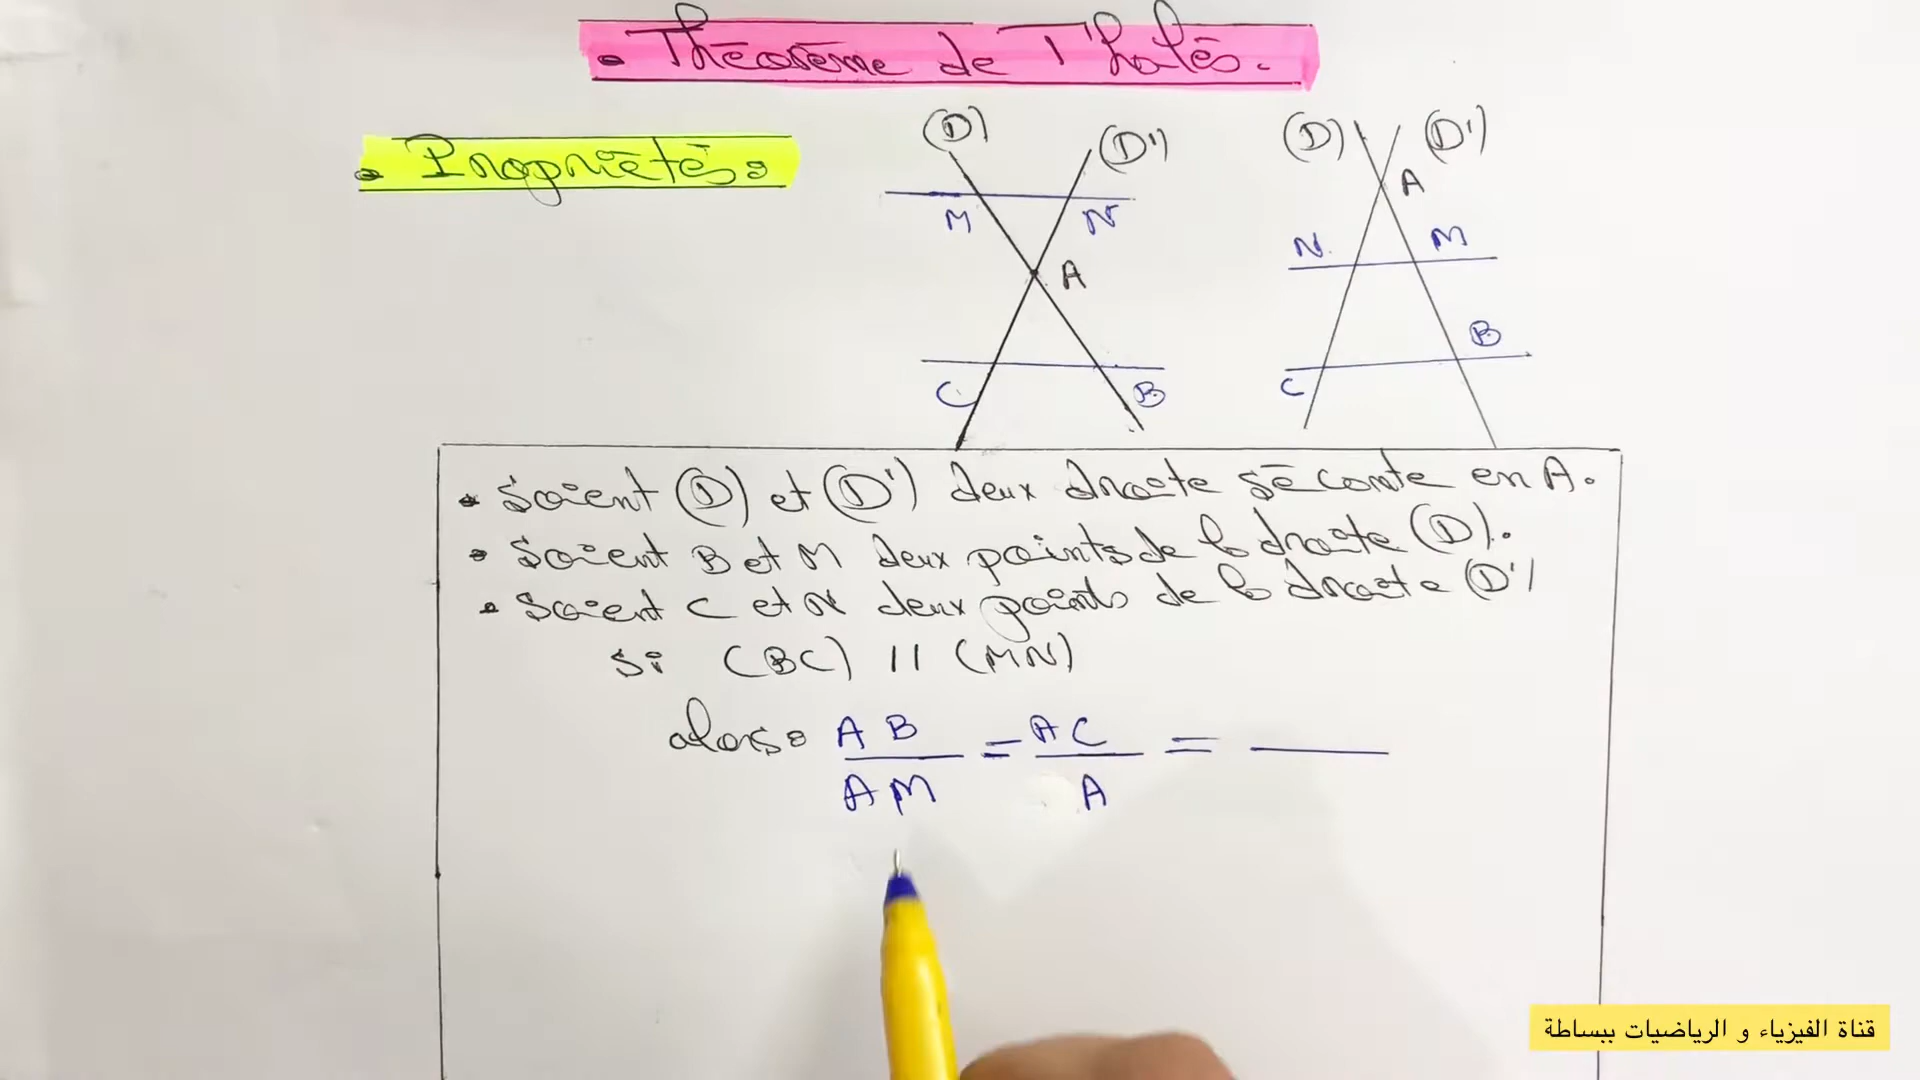 • Théorème de Thalès.
• Propriétés:
(D) (D')
M N
A
C B
(D) (D')
A
N M
B
C
• Soient (D) et (D') deux droite séconte en A.
• Soient B et M deux points de la droite (D).
• Soient C et N deux points de la droite (D')
si (BC) // (MN)
alors: AB/AM = AC/A = —
قناة الفيزياء و الرياضيات ببساطة